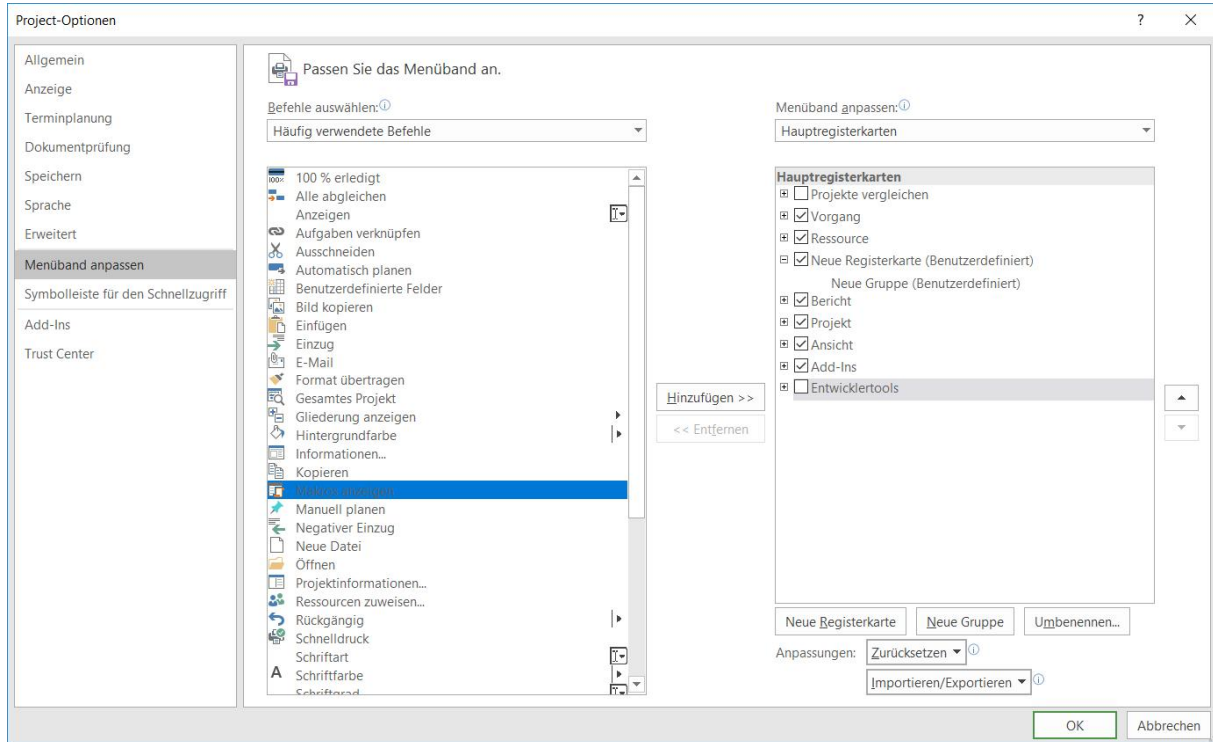 Project-Optionen
?
Allgemein
Anzeige
Terminplanung
Dokumentprüfung
Speichern
Sprache
Erweitert
Menüband anpassen
Symbolleiste für den Schnellzugriff
Add-Ins
Trust Center
Passen Sie das Menüband an.
Befehle auswählen:
Häufig verwendete Befehle
100 % erledigt
Alle abgleichen
Anzeigen
Aufgaben verknüpfen
Ausschneiden
Automatisch planen
Benutzerdefinierte Felder
Bild kopieren
Einfügen
Einzug
E-Mail
Format übertragen
Gesamtes Projekt
Gliederung anzeigen
Hintergrundfarbe
Informationen...
Kopieren
Makros anzeigen
Manuell planen
Negativer Einzug
Neue Datei
Öffnen
Projektinformationen...
Ressourcen zuweisen...
Rückgängig
Schnelldruck
Schriftart
Schriftfarbe
Schriftgrad
Hinzufügen >>
<< Entfernen
Menüband anpassen:
Hauptregisterkarten
Hauptregisterkarten
Projekte vergleichen
Vorgang
Ressource
Neue Registerkarte (Benutzerdefiniert)
Neue Gruppe (Benutzerdefiniert)
Bericht
Projekt
Ansicht
Add-Ins
Entwicklertools
Neue Registerkarte Neue Gruppe Umbenennen...
Anpassungen: Zurücksetzen
Importieren/Exportieren
OK Abbrechen